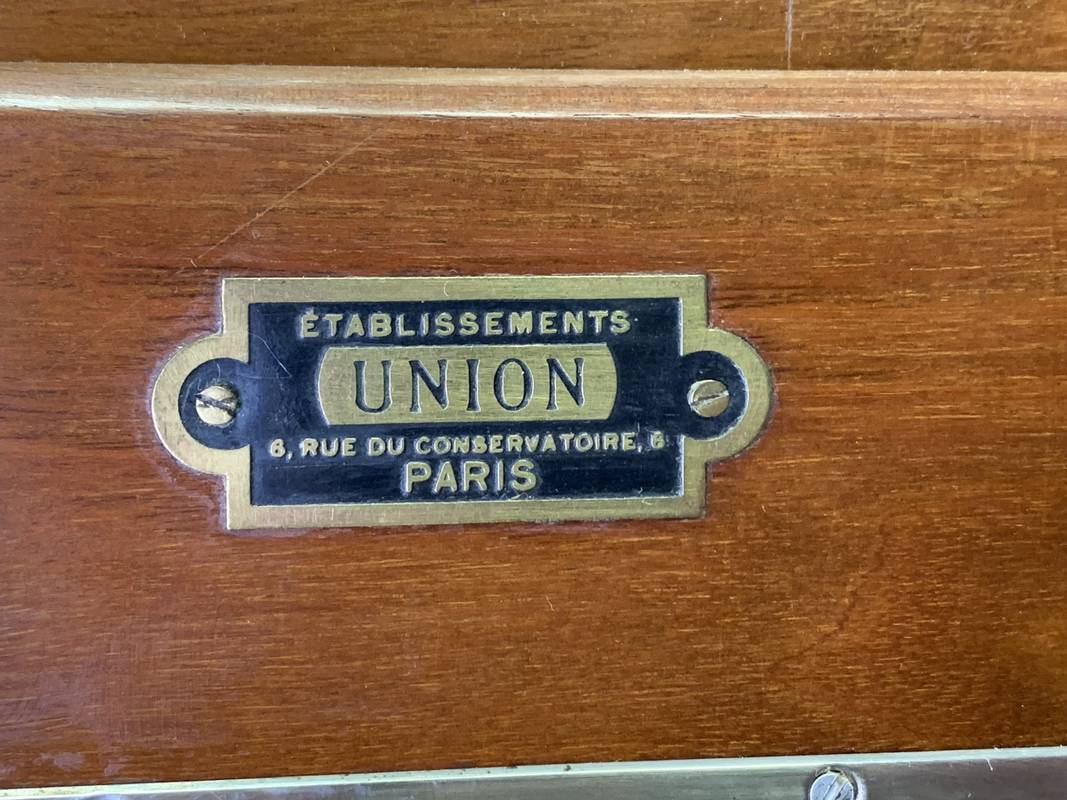 ÉTABLISSEMENTS
UNION
6, RUE DU CONSERVATOIRE, 6
PARIS